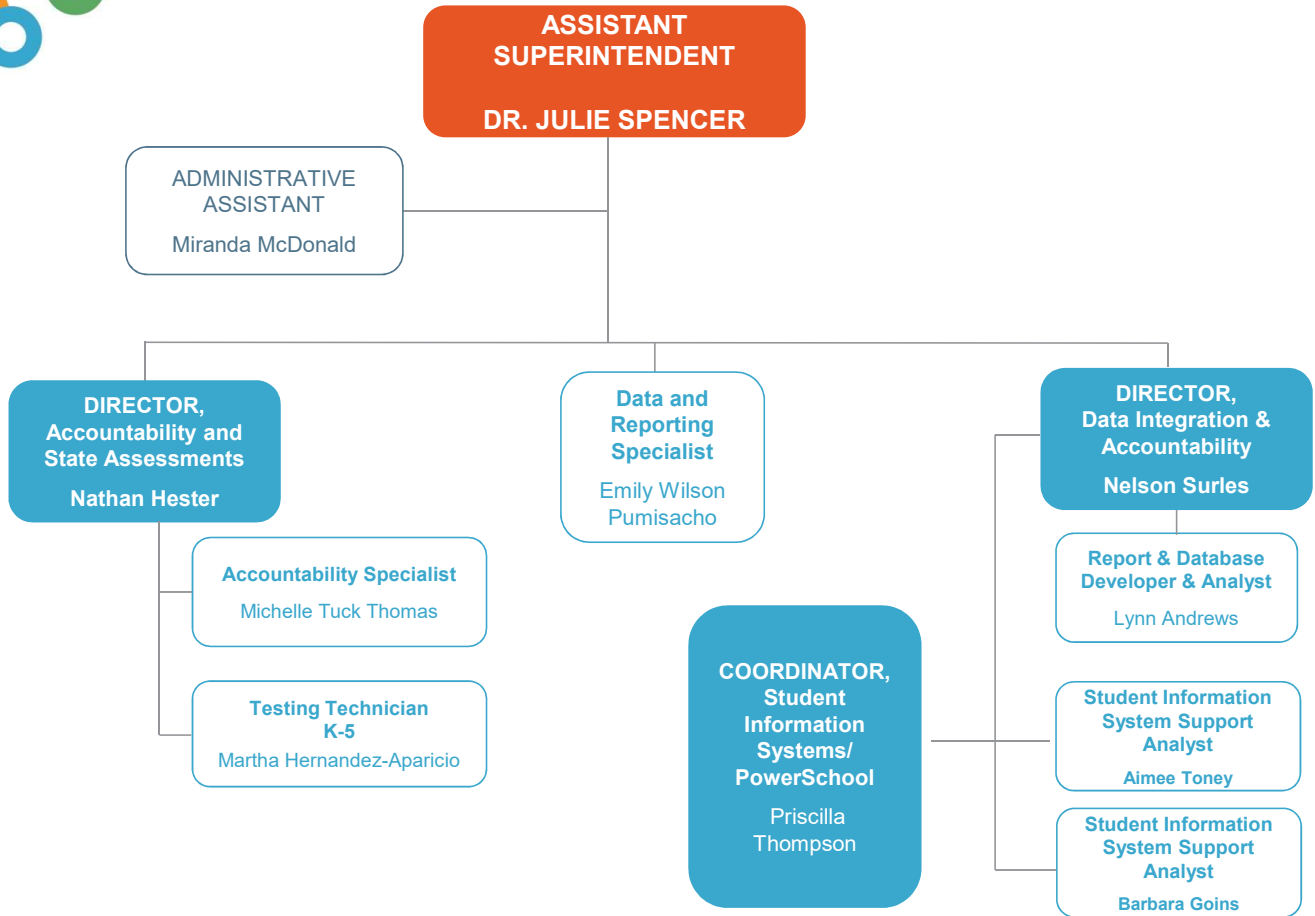 ASSISTANT
SUPERINTENDENT
DR. JULIE SPENCER
ADMINISTRATIVE
ASSISTANT
Miranda McDonald
DIRECTOR,
Accountability and
State Assessments
Nathan Hester
Accountability Specialist
Michelle Tuck Thomas
Testing Technician
K-5
Martha Hernandez-Aparicio
Data and
Reporting
Specialist
Emily Wilson
Pumisacho
DIRECTOR,
Data Integration &
Accountability
Nelson Surles
Report & Database
Developer & Analyst
Lynn Andrews
COORDINATOR,
Student
Information
Systems/
PowerSchool
Priscilla
Thompson
Student Information
System Support
Analyst
Aimee Toney
Student Information
System Support
Analyst
Barbara Goins